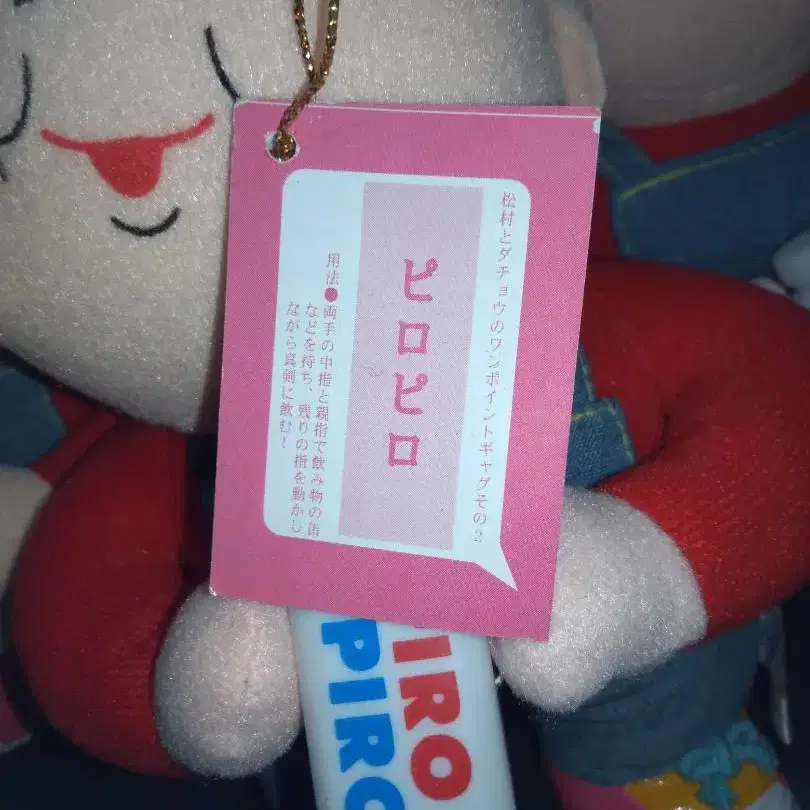 松村とダチョウのワンポイントギャグその2
ピロピロ
用法●両手の中指と親指で飲み物の缶
などを持ち、残りの指を動かし
ながら真剣に飲む!
PIRO
PIRO